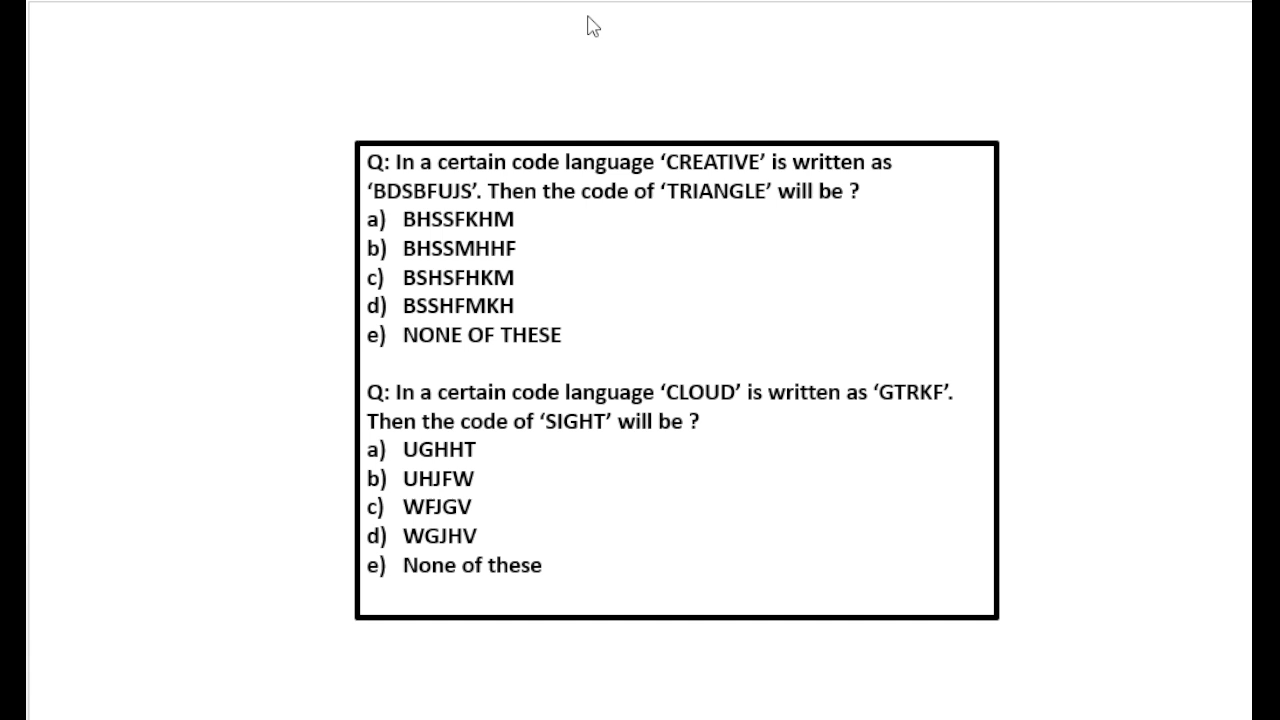 Q: In a certain code language ‘CREATIVE’ is written as
‘BDSBFUJS’. Then the code of ‘TRIANGLE’ will be ?
a) BHSSFKHM
b) BHSSMHHF
c) BSHSFHKM
d) BSSHFMKH
e) NONE OF THESE
Q: In a certain code language ‘CLOUD’ is written as ‘GTRKF’.
Then the code of ‘SIGHT’ will be ?
a) UGHHT
b) UHJFW
c) WFJGV
d) WGJHV
e) None of these